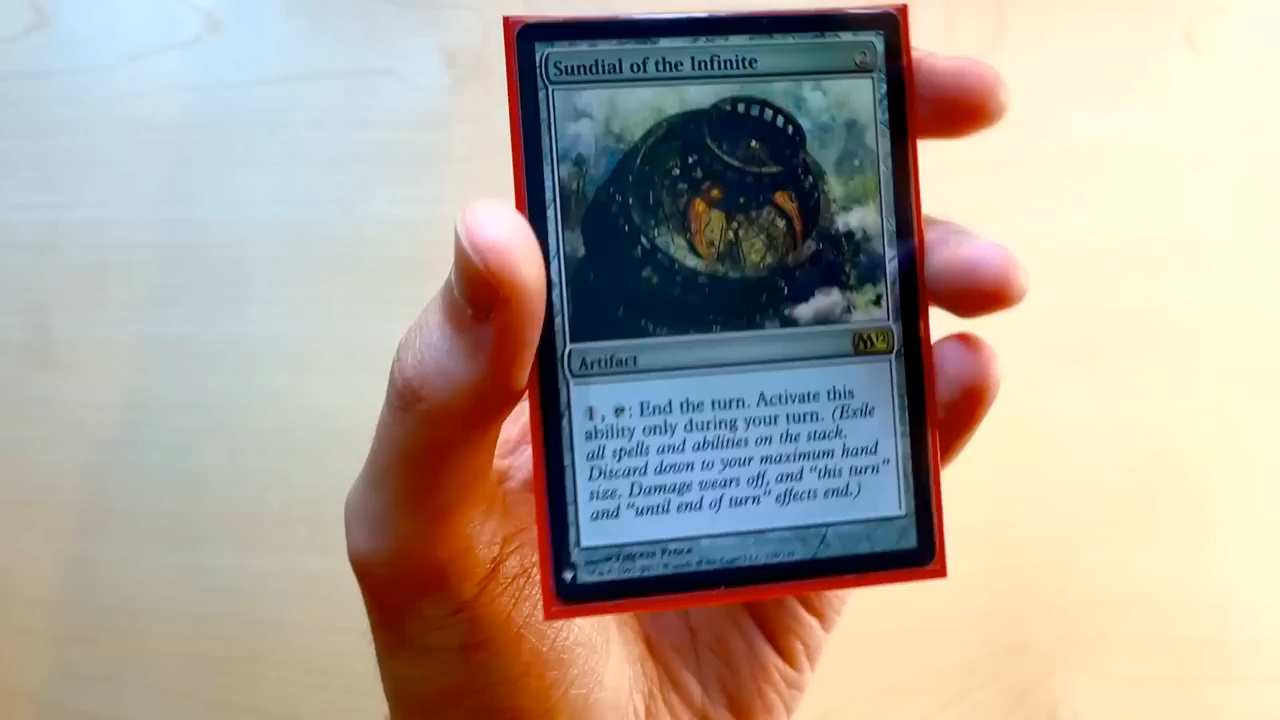 Sundial of the Infinite 2
Artifact M12
1, : End the turn. Activate this
ability only during your turn. (Exile
all spells and abilities on the stack.
Discard down to your maximum hand
size. Damage wears off, and "this turn"
and "until end of turn" effects end.)